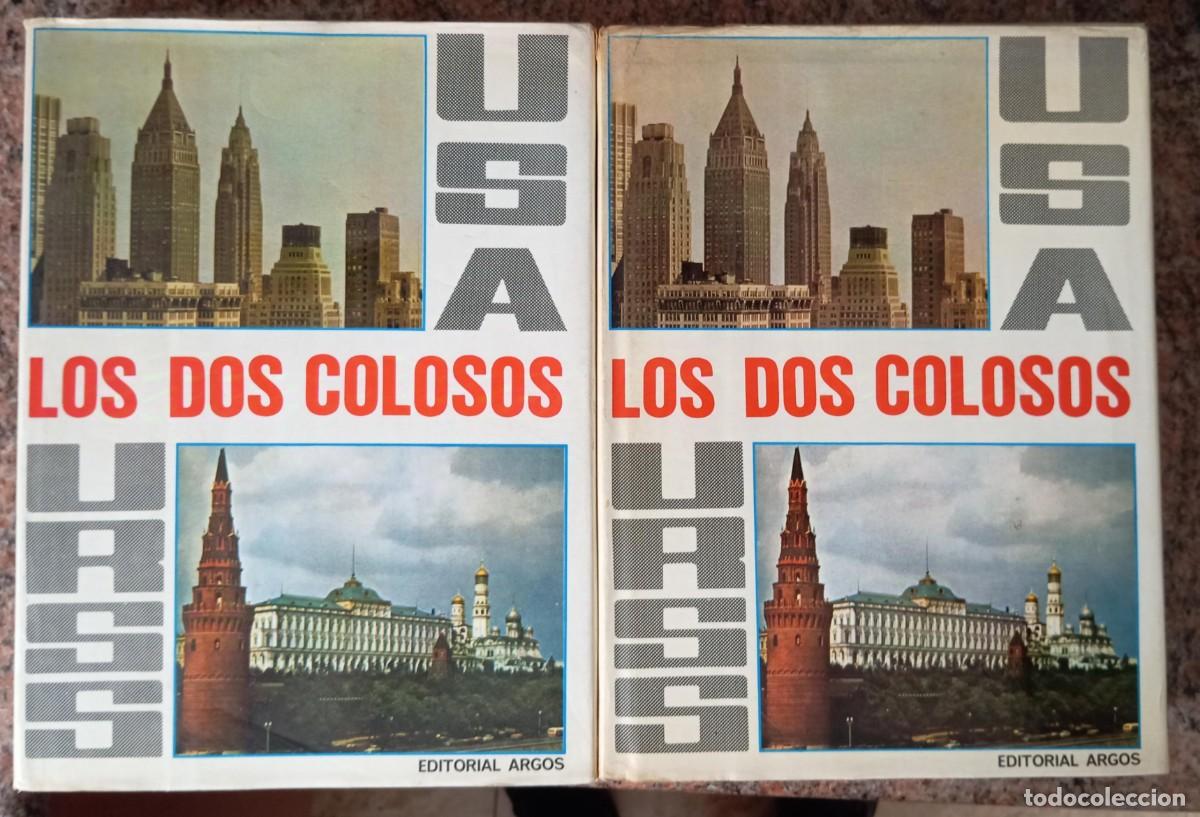 USA
LOS DOS COLOSOS
URSS
EDITORIAL ARGOS
USA
LOS DOS COLOSOS
URSS
EDITORIAL ARGOS
todocoleccion